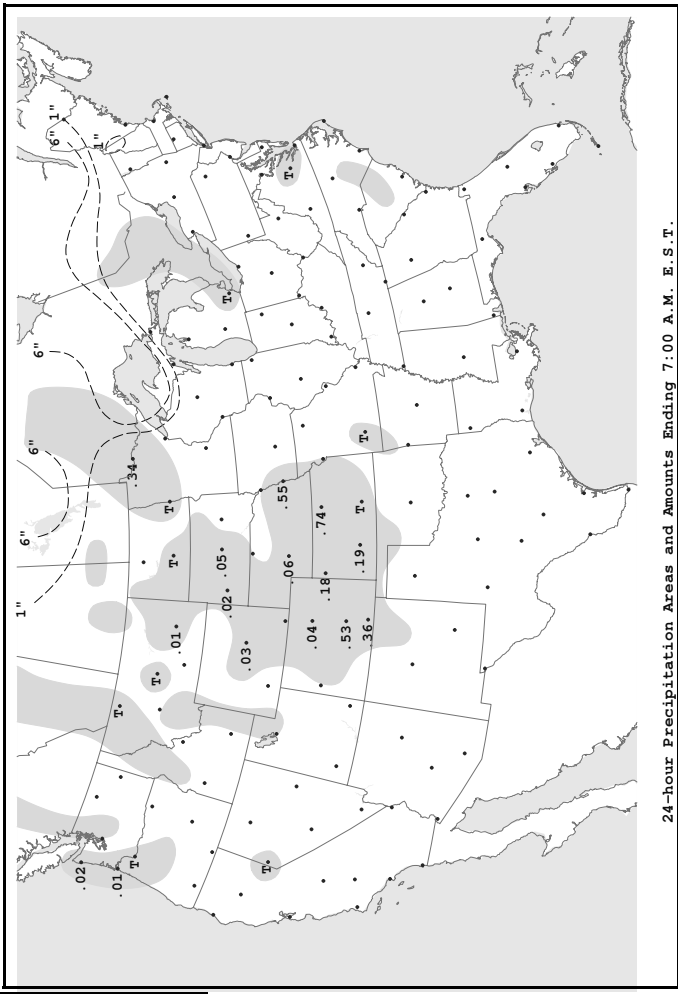 1"
6"
6"
6"
6" 1"
.02
1"
.01
T
T
.34
T
.01
T
T
.02
.05
T
.03
T
.06
.55
T
.04
.18
.74
.53
.36
.19
T
T
24-hour Precipitation Areas and Amounts Ending 7:00 A.M. E.S.T.